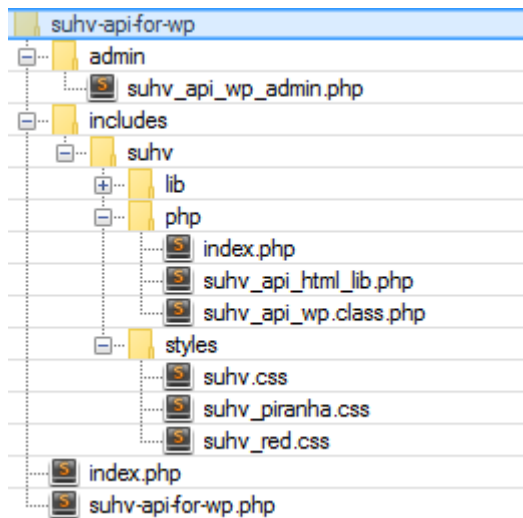 suhv-api-for-wp
admin
suhv_api_wp_admin.php
includes
suhv
lib
php
index.php
suhv_api_html_lib.php
suhv_api_wp.class.php
styles
suhv.css
suhv_piranha.css
suhv_red.css
index.php
suhv-api-for-wp.php